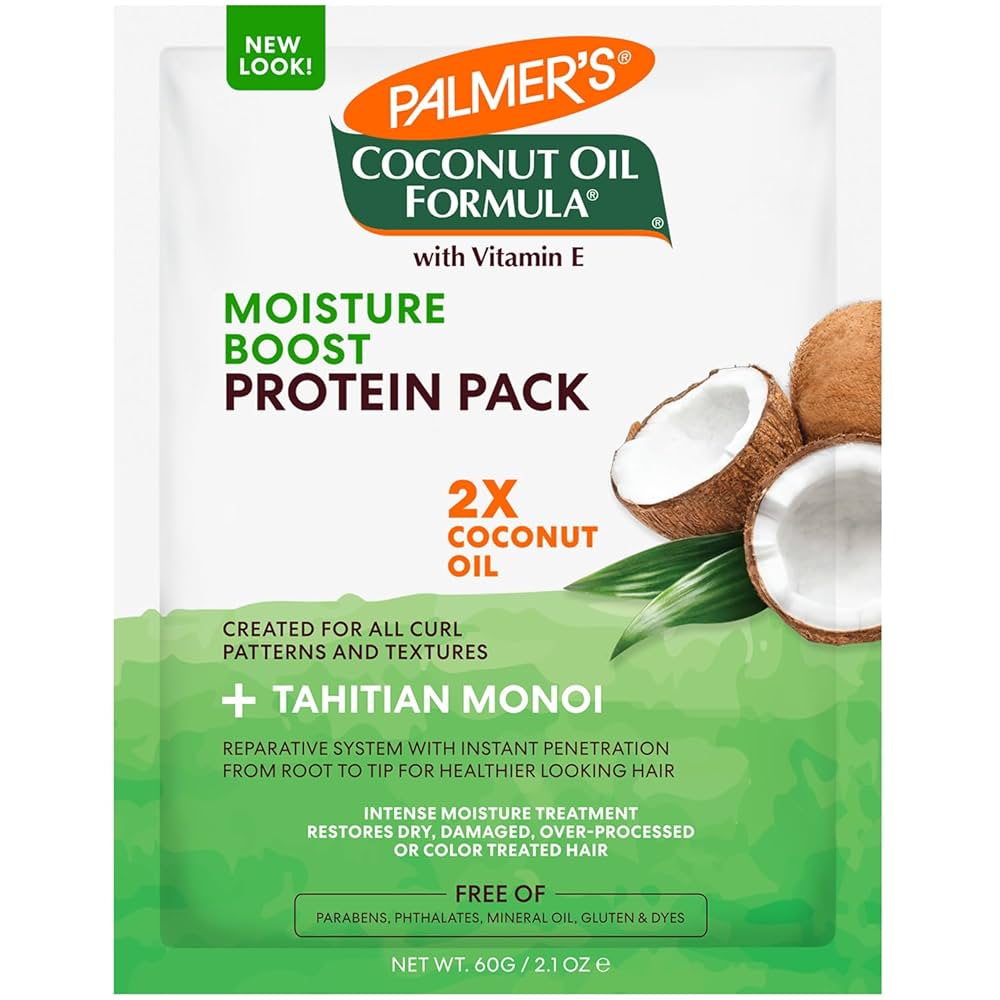 NEW
LOOK!
PALMER'S®
COCONUT OIL
FORMULA®
®
with Vitamin E
MOISTURE
BOOST
PROTEIN PACK
2X
COCONUT
OIL
CREATED FOR ALL CURL
PATTERNS AND TEXTURES
+ TAHITIAN MONOI
REPARATIVE SYSTEM WITH INSTANT PENETRATION
FROM ROOT TO TIP FOR HEALTHIER LOOKING HAIR
INTENSE MOISTURE TREATMENT
RESTORES DRY, DAMAGED, OVER-PROCESSED
OR COLOR TREATED HAIR
FREE OF
PARABENS, PHTHALATES, MINERAL OIL, GLUTEN & DYES
NET WT. 60G / 2.1 OZ ℮